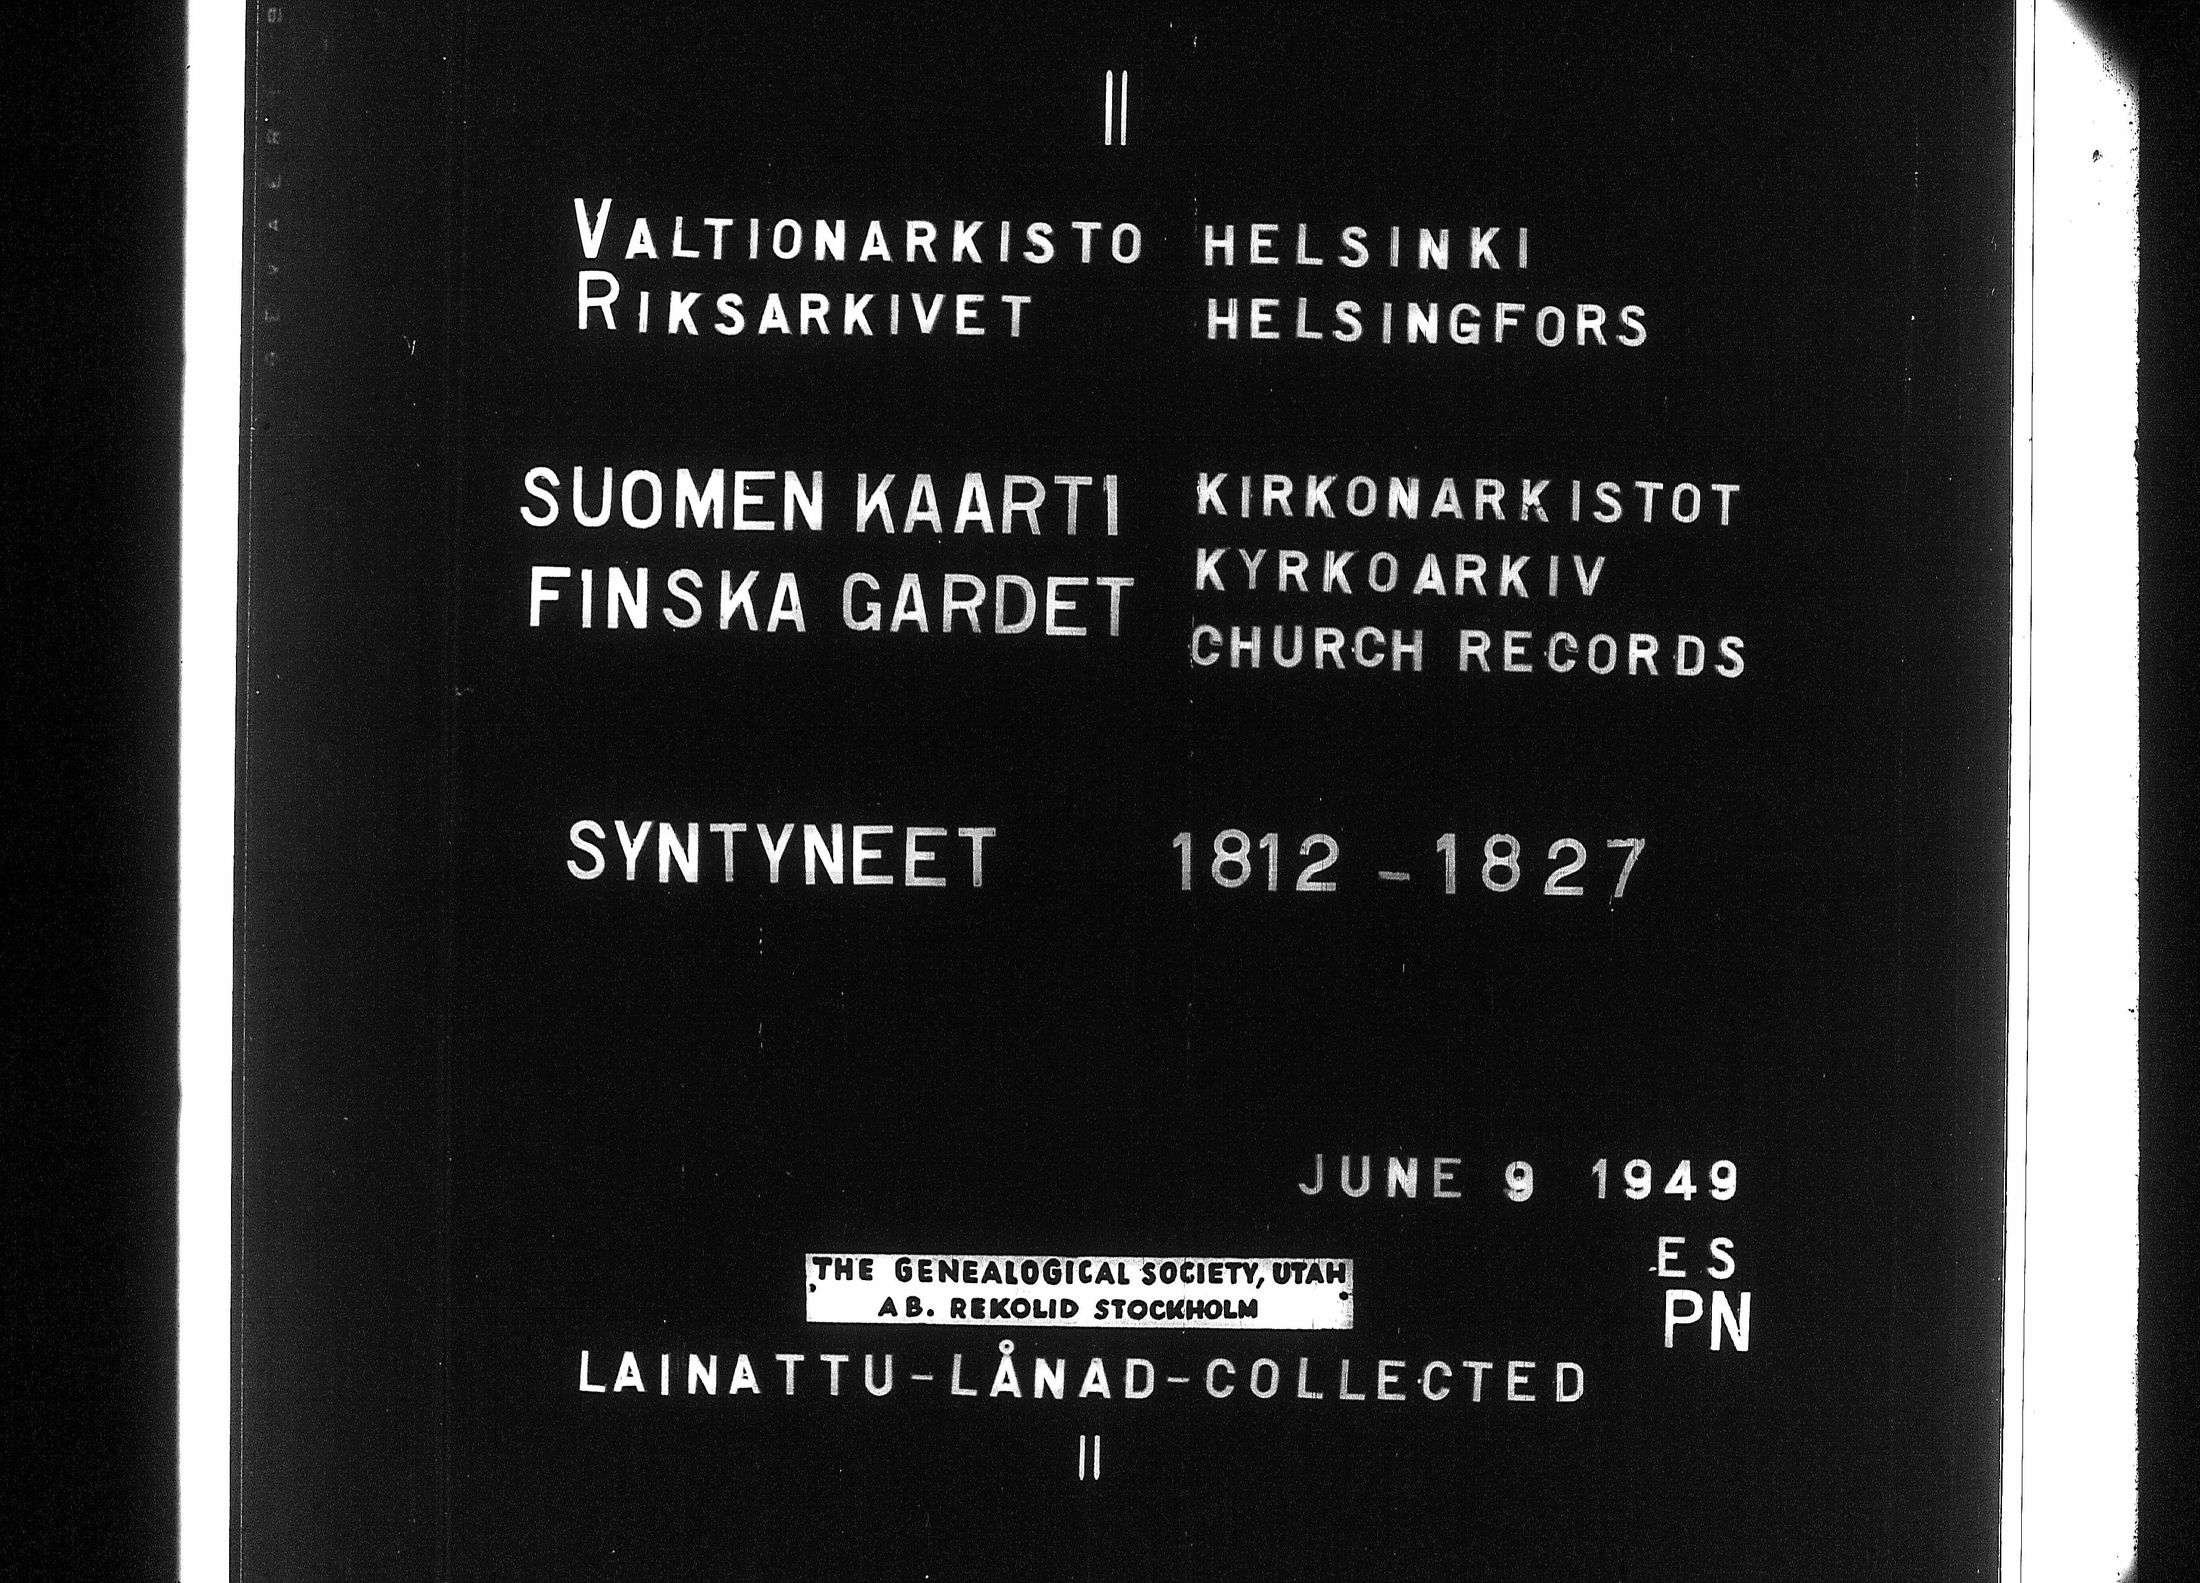 ||
VALTIONARKISTO HELSINKI
RIKSARKIVET HELSINGFORS
SUOMEN KAARTI
FINSKA GARDET
KIRKONARKISTOT
KYRKOARKIV
CHURCH RECORDS
SYNTYNEET 1812-1827
JUNE 9 1949
ES
PN
THE GENEALOGICAL SOCIETY, UTAH
AB. REKOLID STOCKHOLM
LAINATTU-LÅNAD-COLLECTED
||